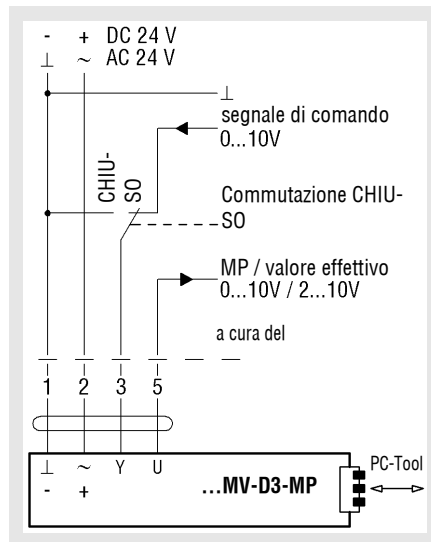 - + DC 24 V
⊥ ~ AC 24 V
⊥
segnale di comando
0...10V
CHIU-
SO
Commutazione CHIU-
SO
MP / valore effettivo
0...10V / 2...10V
a cura del
1 2 3 5
⊥ ~ Y U
- +
...MV-D3-MP
PC-Tool